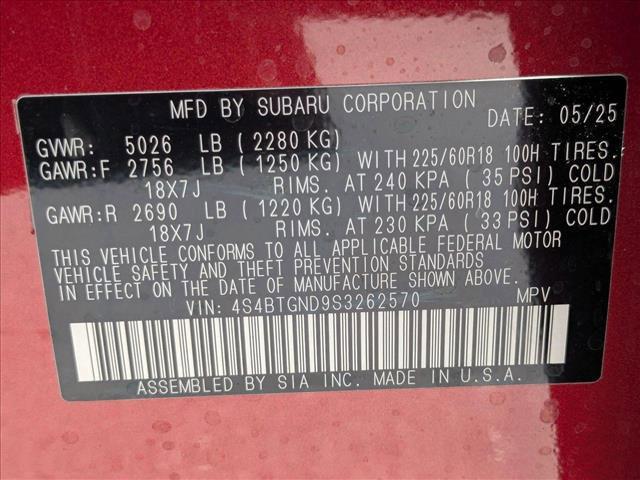 MFD BY SUBARU CORPORATION DATE: 05/25
GVWR: 5026 LB ( 2280 KG)
GAWR:F 2756 LB ( 1250 KG) WITH 225/60R18 100H TIRES.
18X7J RIMS. AT 240 KPA ( 35 PSI) COLD
GAWR:R 2690 LB ( 1220 KG) WITH 225/60R18 100H TIRES.
18X7J RIMS. AT 230 KPA ( 33 PSI) COLD
THIS VEHICLE CONFORMS TO ALL APPLICABLE FEDERAL MOTOR
VEHICLE SAFETY AND THEFT PREVENTION STANDARDS
IN EFFECT ON THE DATE OF MANUFACTURE SHOWN ABOVE.
VIN: 4S4BTGND9S3262570 MPV
ASSEMBLED BY SIA INC. MADE IN U.S.A.